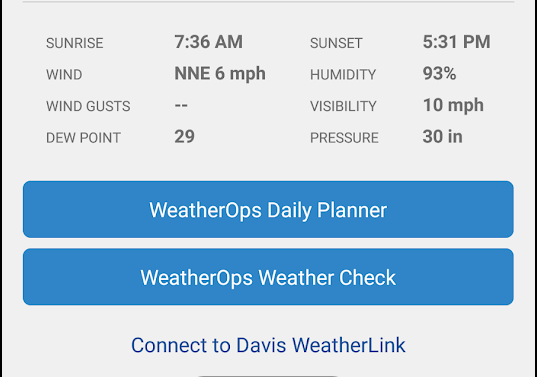 SUNRISE 7:36 AM SUNSET 5:31 PM
WIND NNE 6 mph HUMIDITY 93%
WIND GUSTS -- VISIBILITY 10 mph
DEW POINT 29 PRESSURE 30 in
WeatherOps Daily Planner
WeatherOps Weather Check
Connect to Davis WeatherLink